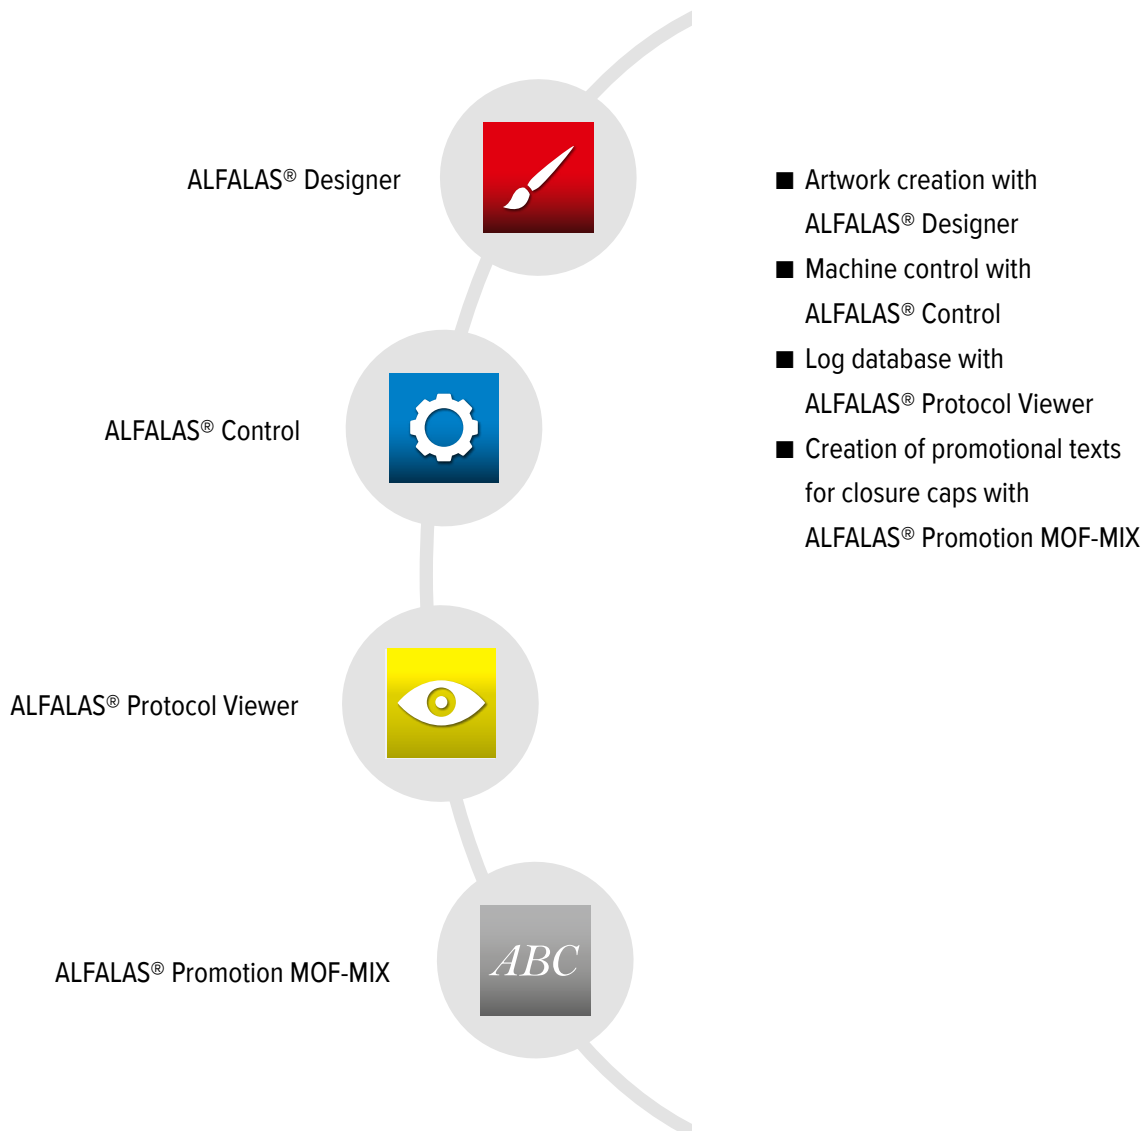 ALFALAS® Designer
ALFALAS® Control
ALFALAS® Protocol Viewer
ABC
ALFALAS® Promotion MOF-MIX
■ Artwork creation with
ALFALAS® Designer
■ Machine control with
ALFALAS® Control
■ Log database with
ALFALAS® Protocol Viewer
■ Creation of promotional texts
for closure caps with
ALFALAS® Promotion MOF-MIX